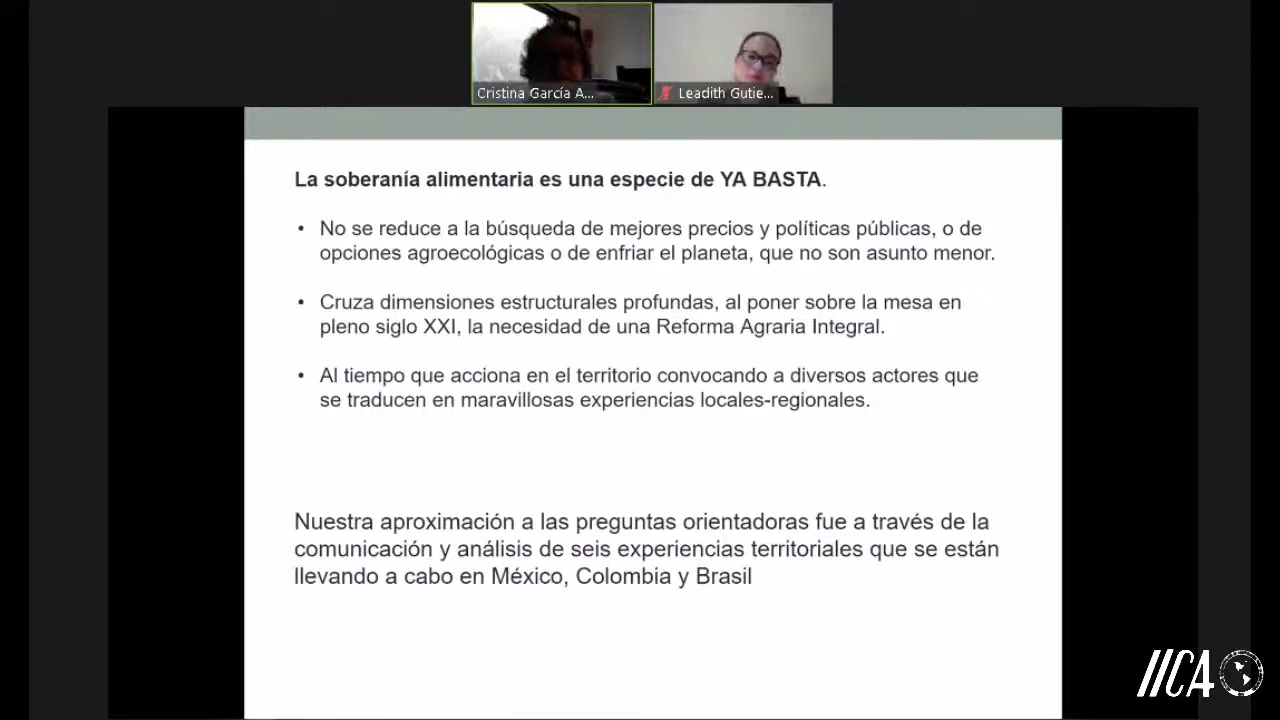 Cristina García A...
Leadith Gutie...
La soberanía alimentaria es una especie de YA BASTA.
• No se reduce a la búsqueda de mejores precios y políticas públicas, o de
opciones agroecológicas o de enfriar el planeta, que no son asunto menor.
• Cruza dimensiones estructurales profundas, al poner sobre la mesa en
pleno siglo XXI, la necesidad de una Reforma Agraria Integral.
• Al tiempo que acciona en el territorio convocando a diversos actores que
se traducen en maravillosas experiencias locales-regionales.
Nuestra aproximación a las preguntas orientadoras fue a través de la
comunicación y análisis de seis experiencias territoriales que se están
llevando a cabo en México, Colombia y Brasil
IICA